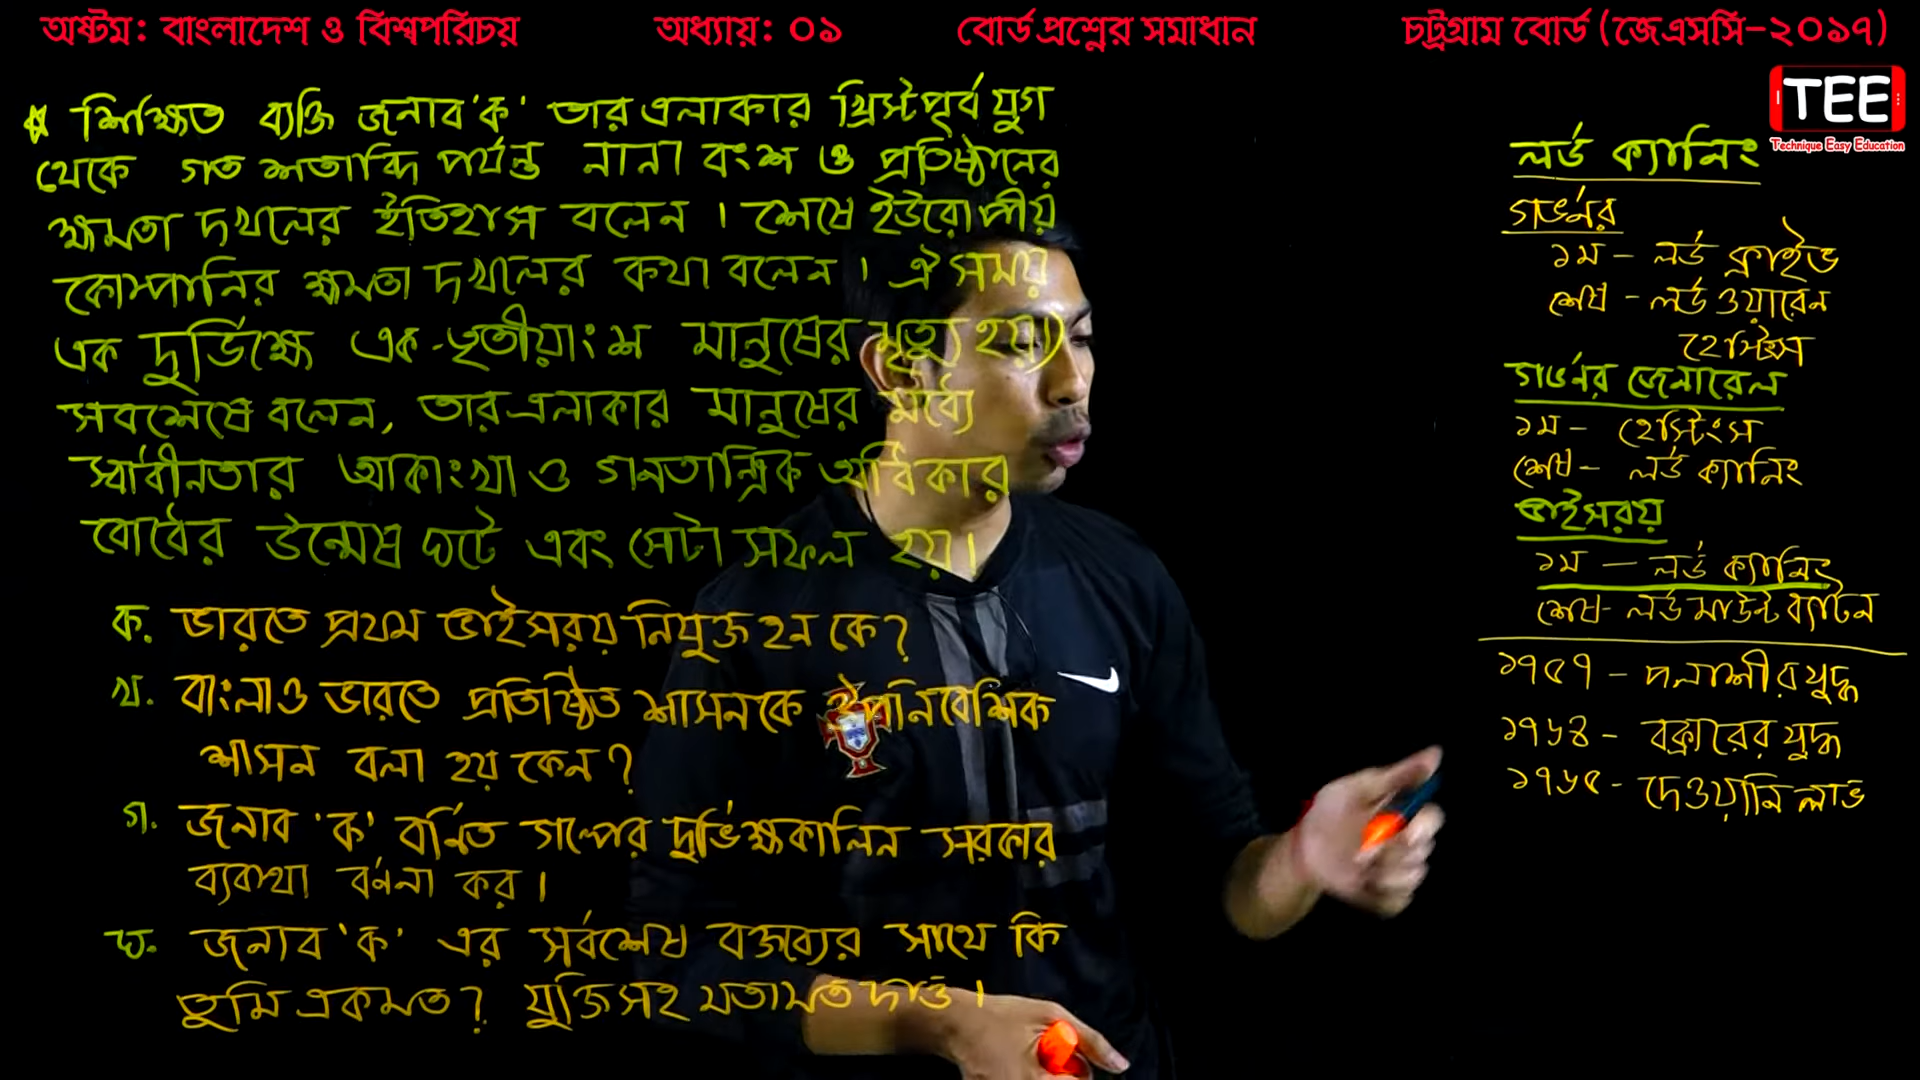 অষ্টম: বাংলাদেশ ও বিশ্বপরিচয় অধ্যায়: ০১ বোর্ড প্রশ্নের সমাধান চট্রগ্রাম বোর্ড (জেএসসি-২০১৭)
TEE
Technique Easy Education
শিক্ষিত ব্যক্তি জনাব 'ক' তার এলাকার খ্রিস্টপূর্ব যুগ
থেকে গত শতাব্দি পর্যন্ত নানা বংশ ও প্রতিষ্ঠানের
ক্ষমতা দখলের ইতিহাস বলেন। শেষে ইউরোপীয়
কোম্পানির ক্ষমতা দখলের কথা বলেন। ঐ সময়
এক দুর্ভিক্ষে এক-তৃতীয়াংশ মানুষের মৃত্যু হয়।
সবশেষে বলেন, তার এলাকার মানুষের মধ্যে
স্বাধীনতার আকাংখা ও গনতান্ত্রিক অধিকার
বোধের উন্মেষ ঘটে এবং সেটা সফল হয়।
ক. ভারতে প্রথম ভাইসরয় নিযুক্ত হন কে?
খ. বাংলা ও ভারতে প্রতিষ্ঠিত শাসনকে ঔপনিবেশিক
শাসন বলা হয় কেন?
গ. জনাব 'ক' বর্নিত গল্পের দুর্ভিক্ষকালিন সরকার
ব্যবস্থা বর্ননা কর।
ঘ. জনাব 'ক' এর সর্বশেষ বক্তব্যের সাথে কি
তুমি একমত? যুক্তিসহ মতামত দাও।
লর্ড ক্যানিং
গভর্নর
১ম - লর্ড ক্লাইভ
শেষ - লর্ড ওয়ারেন
হেস্টিংস
গভর্নর জেনারেল
১ম - হেস্টিংস
শেষ - লর্ড ক্যানিং
ভাইসরয়
১ম - লর্ড ক্যানিং
শেষ - লর্ড মাউন্টব্যাটন
১৭৫৭ - পলাশীর যুদ্ধ
১৭৬৪ - বক্সারের যুদ্ধ
১৭৬৫ - দেওয়ানি লাভ